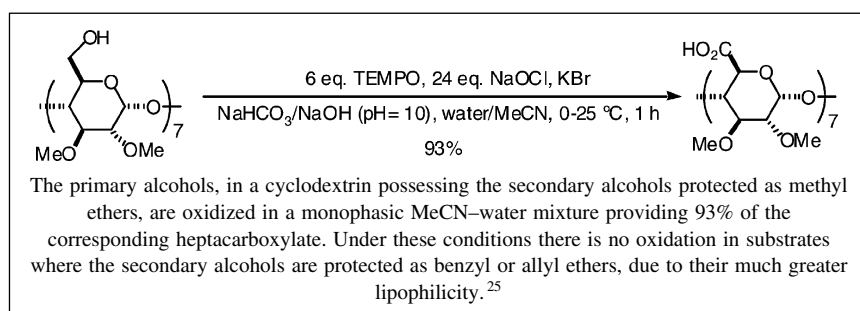 OH
O
O
7
MeO
OMe
6 eq. TEMPO, 24 eq. NaOCl, KBr
NaHCO3/NaOH (pH= 10), water/MeCN, 0-25 ºC, 1 h
93%
HO2C
O
O
7
MeO
OMe
The primary alcohols, in a cyclodextrin possessing the secondary alcohols protected as methyl
ethers, are oxidized in a monophasic MeCN–water mixture providing 93% of the
corresponding heptacarboxylate. Under these conditions there is no oxidation in substrates
where the secondary alcohols are protected as benzyl or allyl ethers, due to their much greater
lipophilicity.25